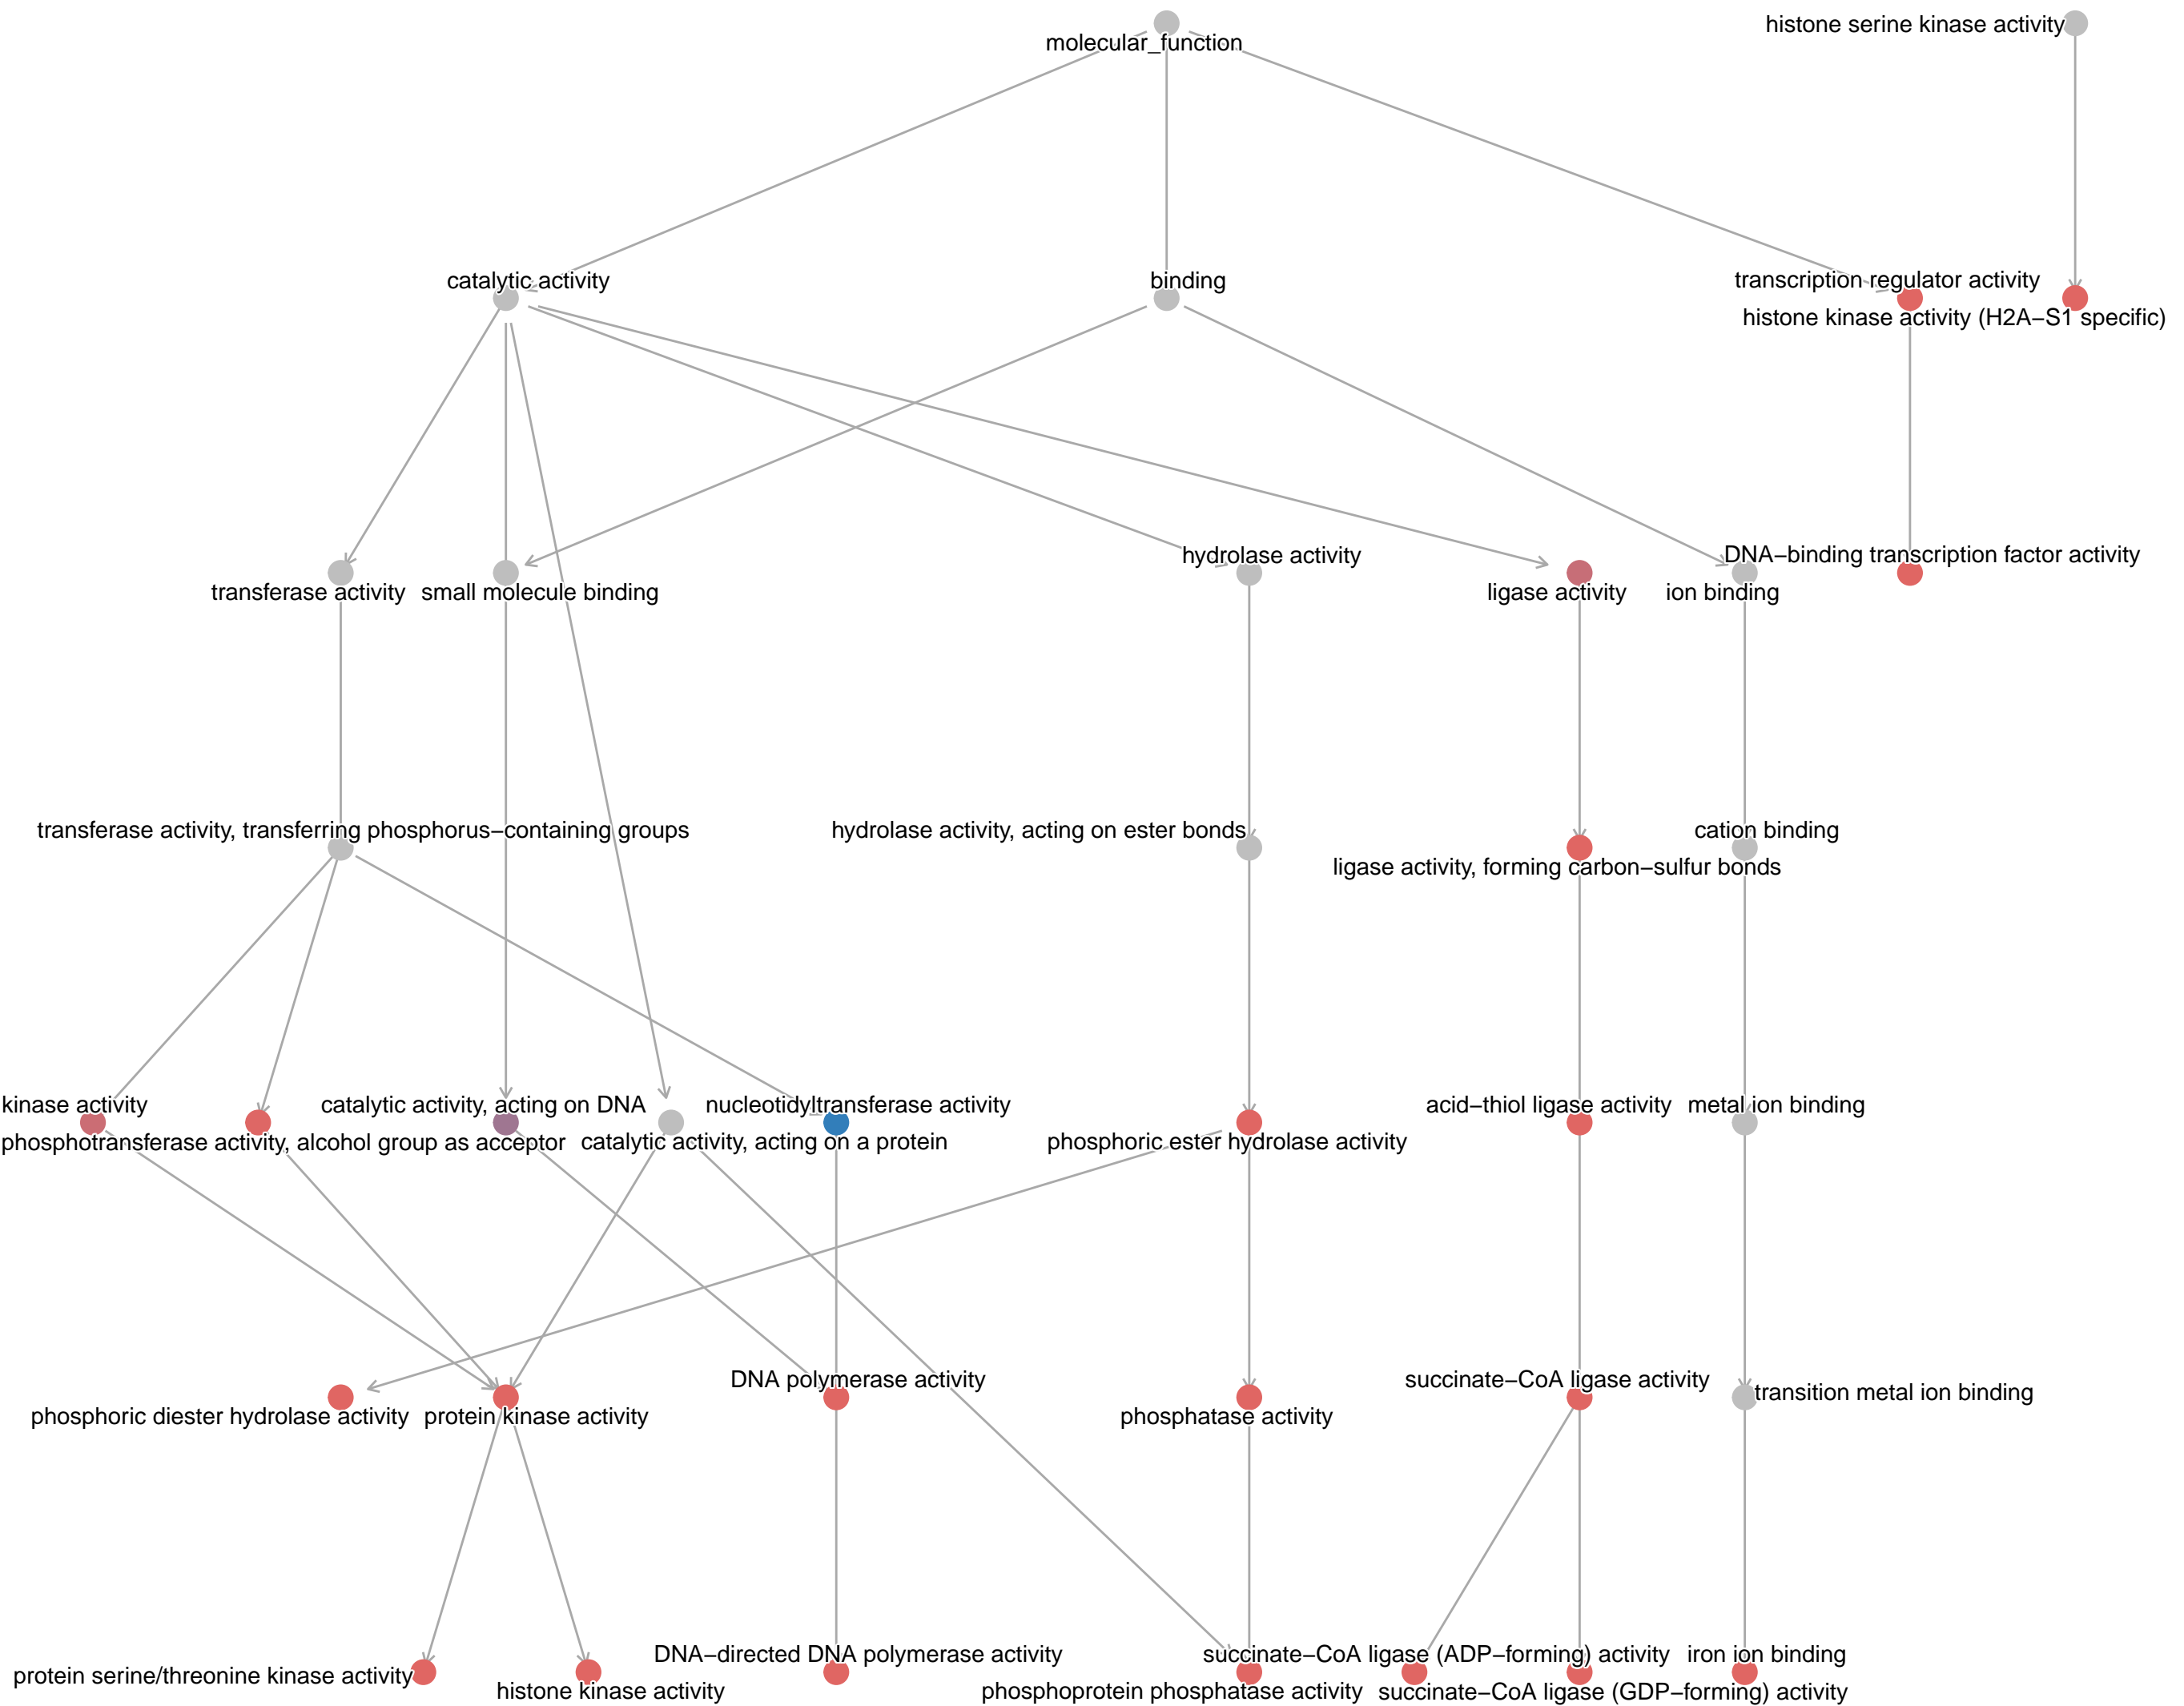 histone serine kinase activity
molecular_function
catalytic activity
binding
transcription regulator activity
histone kinase activity (H2A−S1 specific)
hydrolase activity
DNA−binding transcription factor activity
transferase activity
small molecule binding
ligase activity
ion binding
transferase activity, transferring phosphorus−containing groups
hydrolase activity, acting on ester bonds
cation binding
ligase activity, forming carbon−sulfur bonds
kinase activity
catalytic activity, acting on DNA
nucleotidyltransferase activity
acid−thiol ligase activity
metal ion binding
phosphotransferase activity, alcohol group as acceptor
catalytic activity, acting on a protein
phosphoric ester hydrolase activity
DNA polymerase activity
succinate−CoA ligase activity
transition metal ion binding
phosphoric diester hydrolase activity
protein kinase activity
phosphatase activity
DNA−directed DNA polymerase activity
succinate−CoA ligase (ADP−forming) activity
iron ion binding
protein serine/threonine kinase activity
histone kinase activity
phosphoprotein phosphatase activity
succinate−CoA ligase (GDP−forming) activity